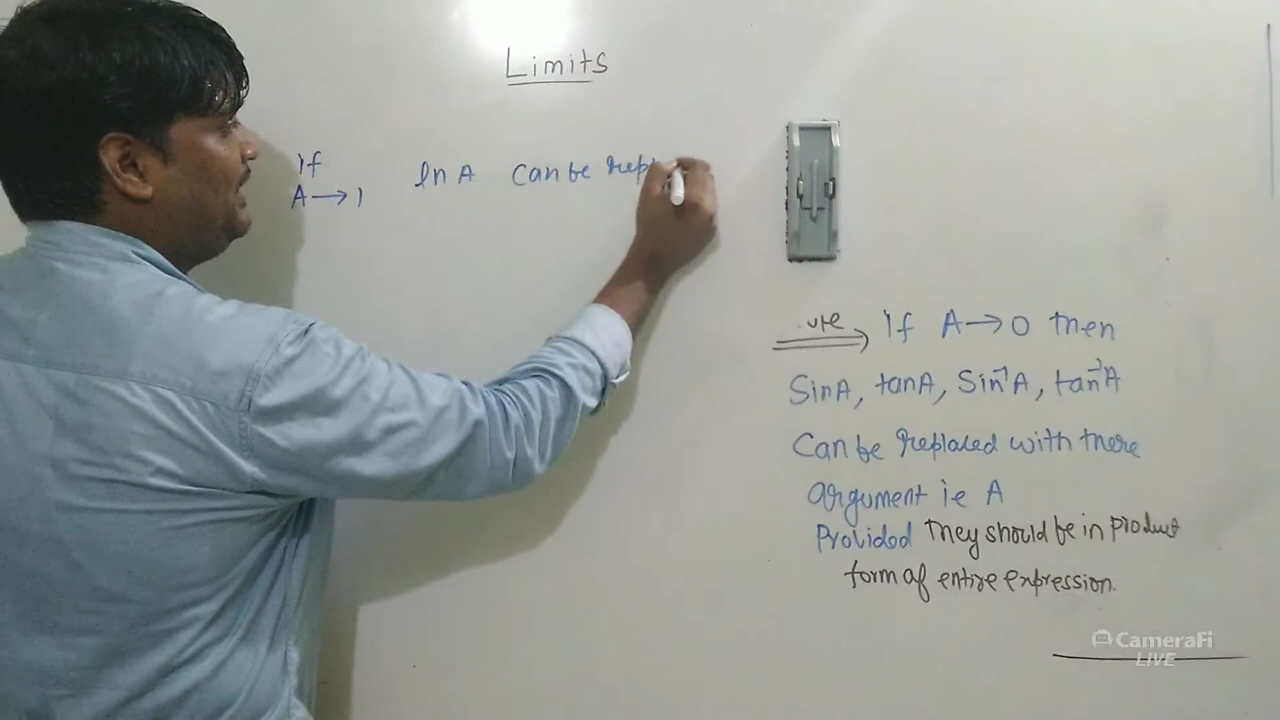 Limits
if
A→1 ln A can be repl
use if A→0 then
SinA, tanA, Sin⁻¹A, tan⁻¹A
Can be replaced with there
argument ie A
Provided they should be in product
form of entire expression.
CameraFi
LIVE